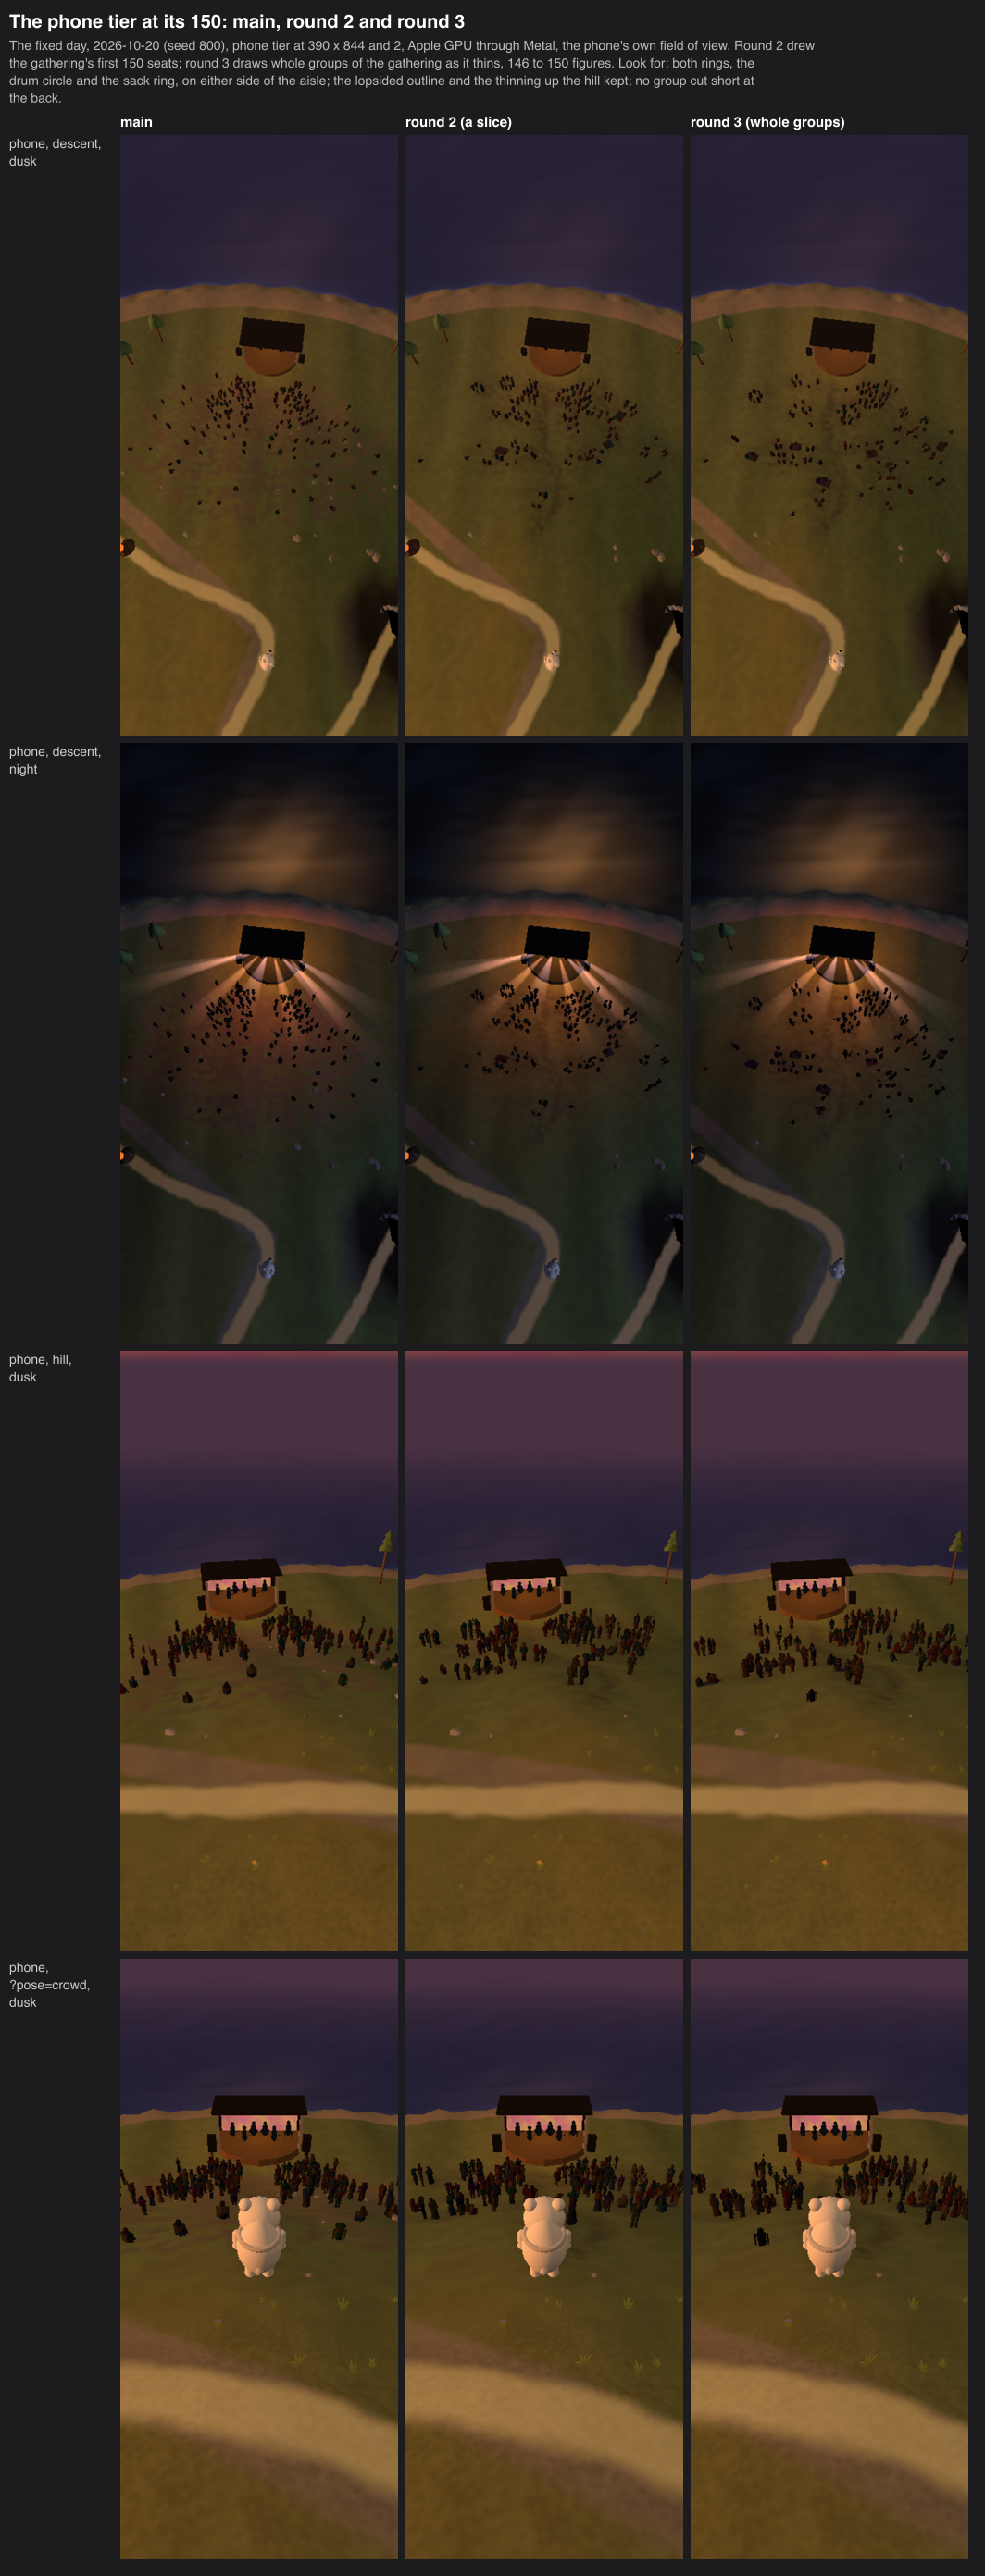 The phone tier at its 150: main, round 2 and round 3
The fixed day, 2026-10-20 (seed 800), phone tier at 390 x 844 and 2, Apple GPU through Metal, the phone's own field of view. Round 2 drew
the gathering's first 150 seats; round 3 draws whole groups of the gathering as it thins, 146 to 150 figures. Look for: both rings, the
drum circle and the sack ring, on either side of the aisle; the lopsided outline and the thinning up the hill kept; no group cut short at
the back.
main
round 2 (a slice)
round 3 (whole groups)
phone, descent,
dusk
phone, descent,
night
phone, hill,
dusk
phone,
?pose=crowd,
dusk